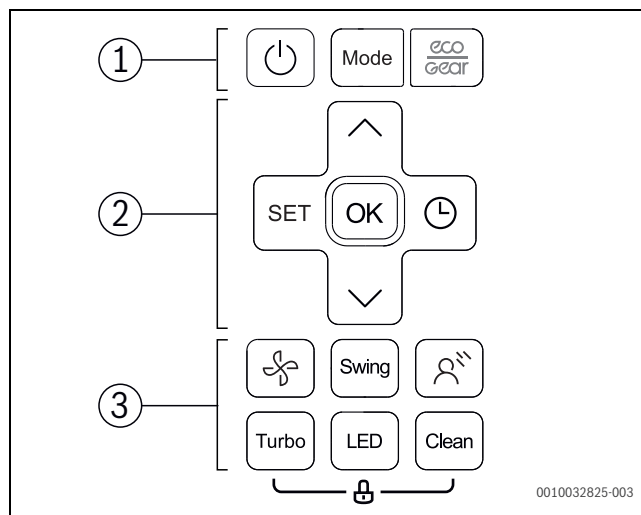 1
Mode
eco
Gear
2
SET OK
3
Swing
Turbo LED Clean
0010032825-003